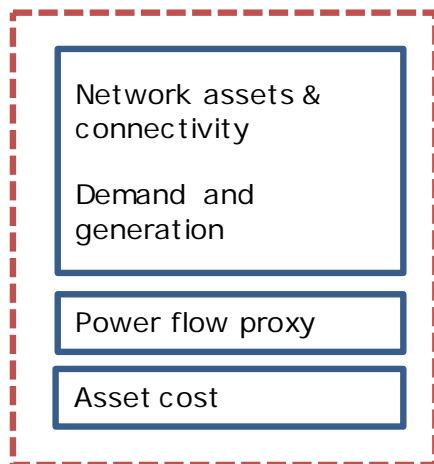 Network assets &
connectivity
Demand and
generation
Power flow proxy
Asset cost